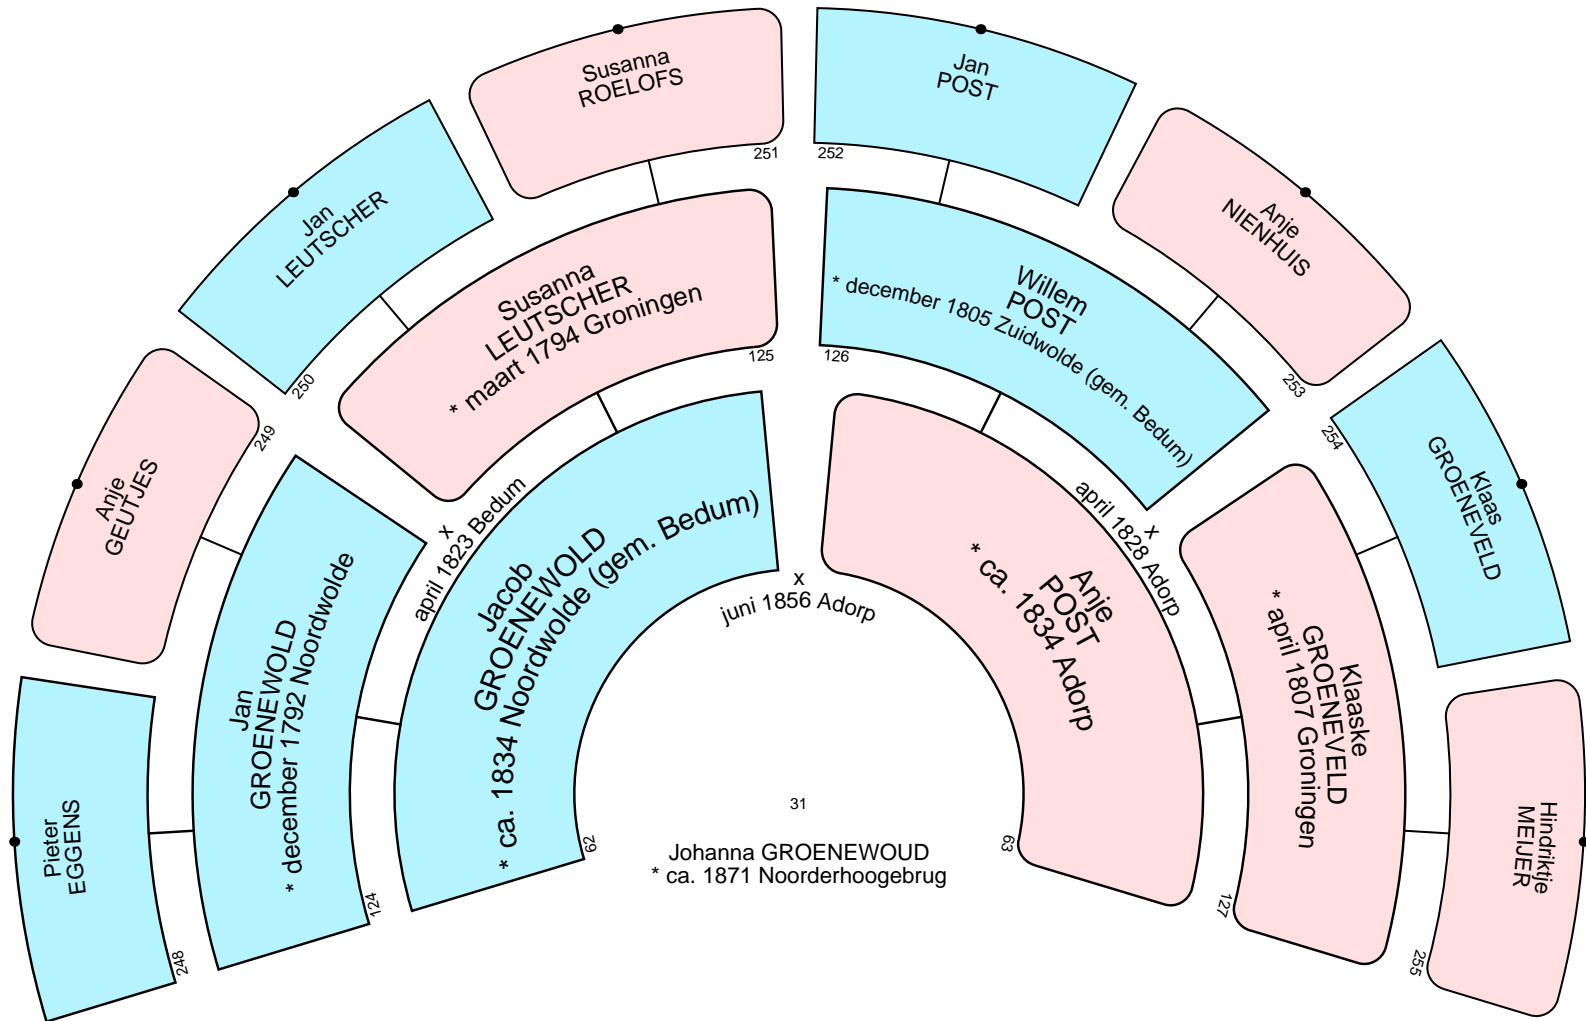 Susanna
ROELOFS
251
Jan
POST
252
Jan
LEUTSCHER
250
Anje
NIENHUIS
253
Susanna
LEUTSCHER
* maart 1794 Groningen
125
Willem
POST
* december 1805 Zuidwolde (gem. Bedum)
126
Anje
GEUTJES
249
Klaas
GROENEVELD
254
x
april 1823 Bedum
x
april 1828 Adorp
Jan
GROENEWOLD
* december 1792 Noordwolde
124
Jacob
GROENEWOLD
* ca. 1834 Noordwolde (gem. Bedum)
62
x
juni 1856 Adorp
Anje
POST
* ca. 1834 Adorp
63
Klaaske
GROENEVELD
* april 1807 Groningen
127
Pieter
EGGENS
248
Hindriktje
MEIJER
255
31
Johanna GROENEWOUD
* ca. 1871 Noorderhoogebrug